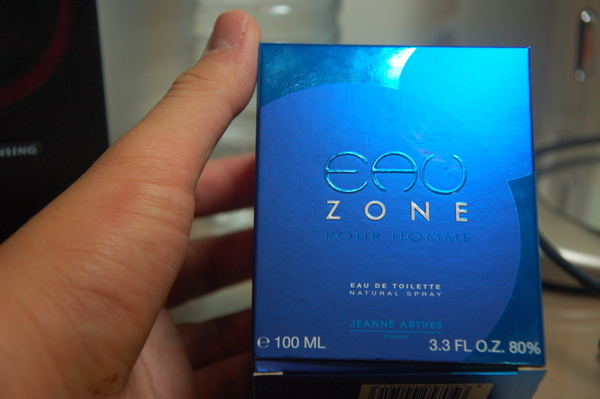 EAU
ZONE
POUR HOMME
EAU DE TOILETTE
NATURAL SPRAY
JEANNE ARTHES
PARIS
℮ 100 ML 3.3 FL O.Z. 80%